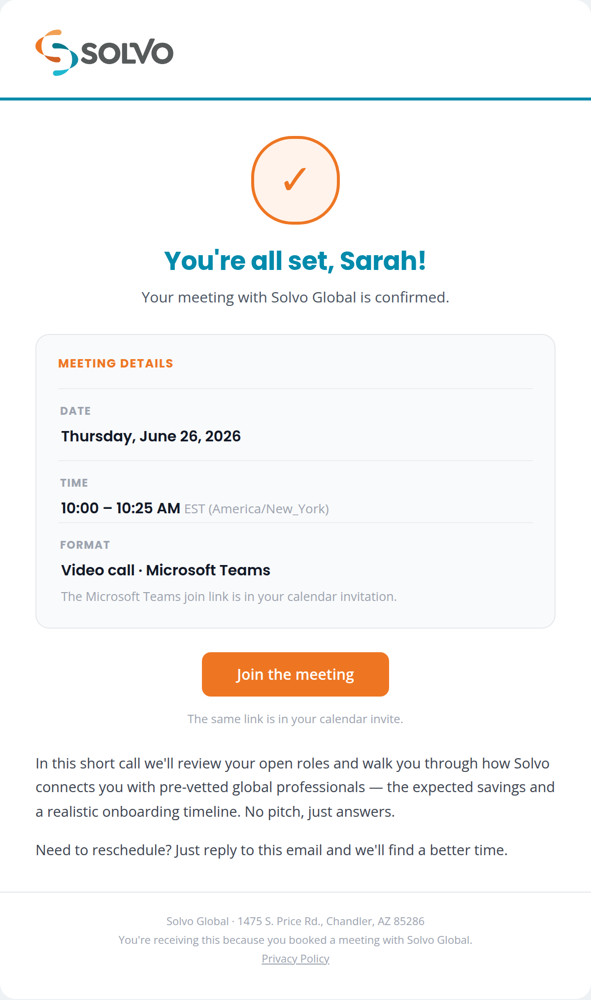 SOLVO
✓
You're all set, Sarah!
Your meeting with Solvo Global is confirmed.
MEETING DETAILS
DATE
Thursday, June 26, 2026
TIME
10:00 – 10:25 AM EST (America/New_York)
FORMAT
Video call · Microsoft Teams
The Microsoft Teams join link is in your calendar invitation.
Join the meeting
The same link is in your calendar invite.
In this short call we'll review your open roles and walk you through how Solvo
connects you with pre-vetted global professionals — the expected savings and
a realistic onboarding timeline. No pitch, just answers.
Need to reschedule? Just reply to this email and we'll find a better time.
Solvo Global · 1475 S. Price Rd., Chandler, AZ 85286
You're receiving this because you booked a meeting with Solvo Global.
Privacy Policy